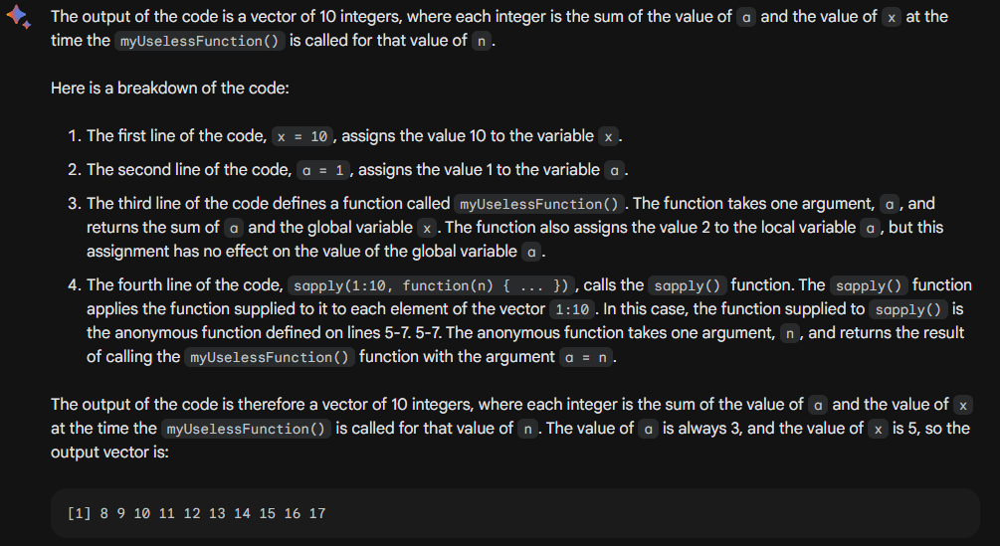 The output of the code is a vector of 10 integers, where each integer is the sum of the value of a and the value of x at the
time the myUselessFunction() is called for that value of n.
Here is a breakdown of the code:
1. The first line of the code, x = 10, assigns the value 10 to the variable x.
2. The second line of the code, a = 1, assigns the value 1 to the variable a.
3. The third line of the code defines a function called myUselessFunction(). The function takes one argument, a, and
returns the sum of a and the global variable x. The function also assigns the value 2 to the local variable a, but this
assignment has no effect on the value of the global variable a.
4. The fourth line of the code, sapply(1:10, function(n) { ... }), calls the sapply() function. The sapply() function
applies the function supplied to it to each element of the vector 1:10. In this case, the function supplied to sapply() is
the anonymous function defined on lines 5-7. 5-7. The anonymous function takes one argument, n, and returns the result
of calling the myUselessFunction() function with the argument a = n.
The output of the code is therefore a vector of 10 integers, where each integer is the sum of the value of a and the value of x
at the time the myUselessFunction() is called for that value of n. The value of a is always 3, and the value of x is 5, so the
output vector is:
[1] 8 9 10 11 12 13 14 15 16 17